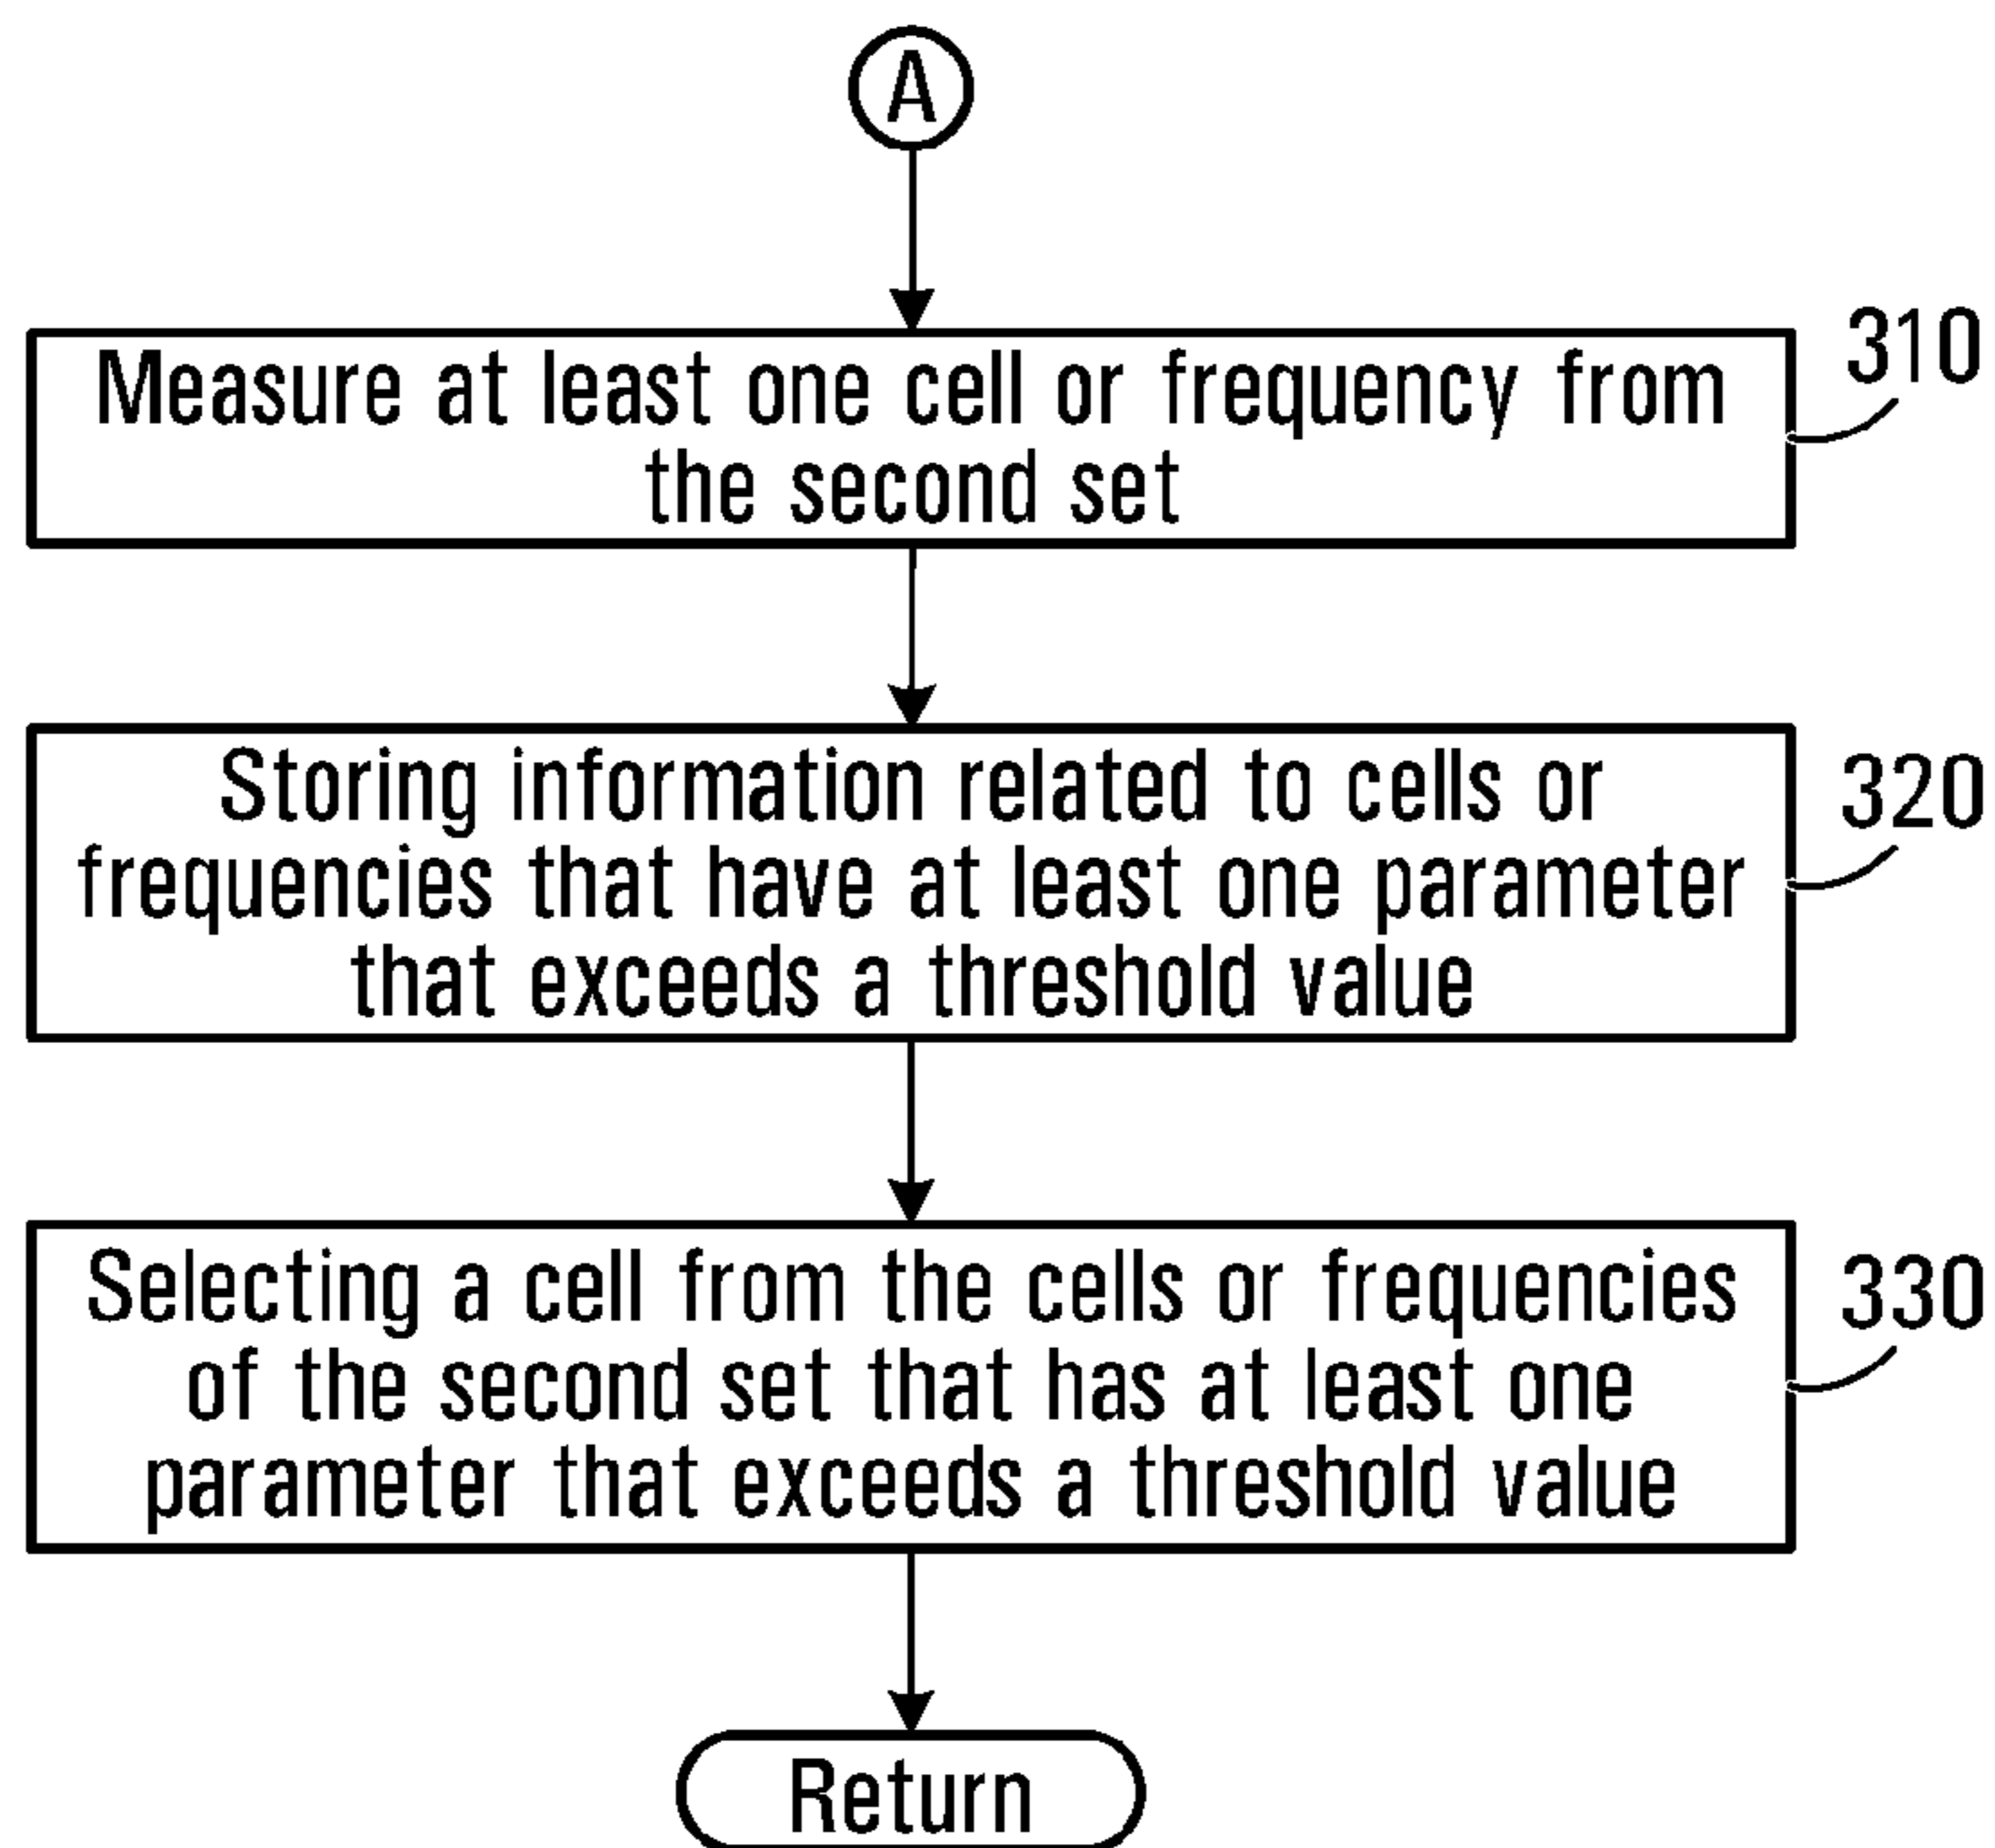 A
Measure at least one cell or frequency from
the second set
310
Storing information related to cells or
frequencies that have at least one parameter
that exceeds a threshold value
320
Selecting a cell from the cells or frequencies
of the second set that has at least one
parameter that exceeds a threshold value
330
Return